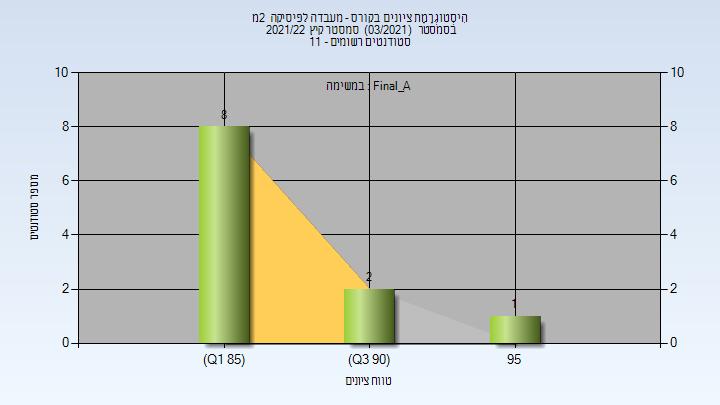 הִיסְטוֹגְרָמַת ציונים בקורס - מעבדה לפיסיקה 2מ
בסמסטר (03/2021) סמסטר קיץ 2021/22
סטודנטים רשומים - 11
במשימה : Final_A
10
8
6
4
2
0
10
8
6
4
2
0
8
2
1
מספר סטודנטים
(Q1 85)
(Q3 90)
95
טווח ציונים